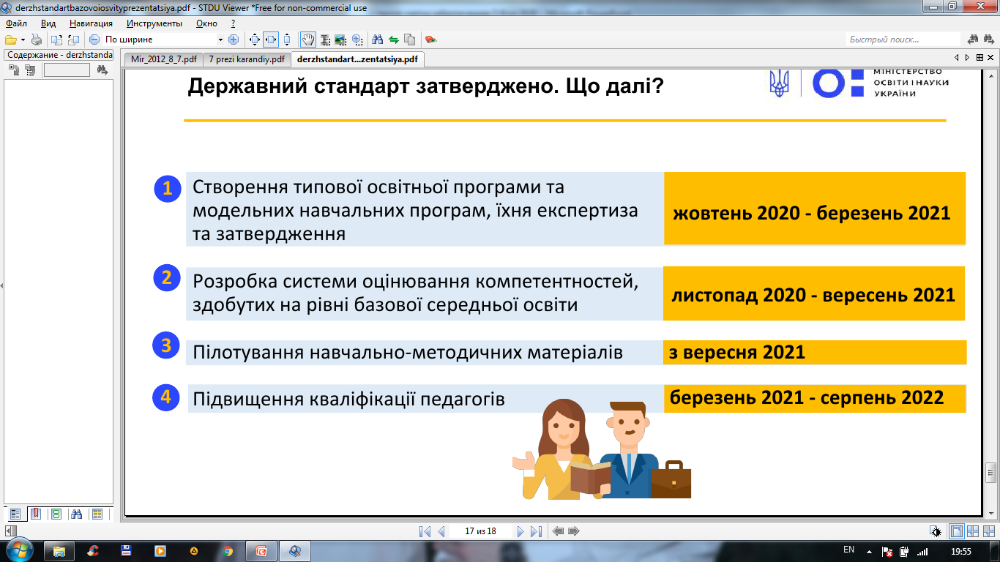 derzhstandartbazovoiosvityprezentatsiya.pdf - STDU Viewer *Free for non-commercial use
Файл Вид Навигация Инструменты Окно ?
По ширине
Быстрый поиск...
Содержание - derzhstanda
Mir_2012_8_7.pdf
7 prezi karandiy.pdf
derzhstandart...zentatsiya.pdf
Державний стандарт затверджено. Що далі?
МІНІСТЕРСТВО
ОСВІТИ І НАУКИ
УКРАЇНИ
1
Створення типової освітньої програми та
модельних навчальних програм, їхня експертиза
та затвердження
жовтень 2020 - березень 2021
2
Розробка системи оцінювання компетентностей,
здобутих на рівні базової середньої освіти
листопад 2020 - вересень 2021
3
Пілотування навчально-методичних матеріалів
з вересня 2021
4
Підвищення кваліфікації педагогів
березень 2021 - серпень 2022
17 из 18
EN
19:55